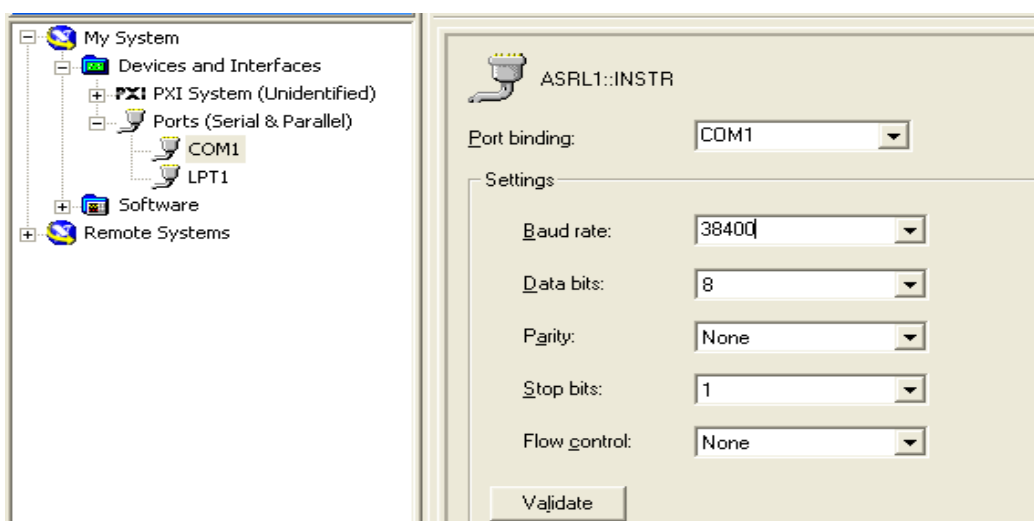 My System
Devices and Interfaces
PXI PXI System (Unidentified)
Ports (Serial & Parallel)
COM1
LPT1
Software
Remote Systems
ASRL1::INSTR
Port binding: COM1
Settings
Baud rate: 38400
Data bits: 8
Parity: None
Stop bits: 1
Flow control: None
Validate